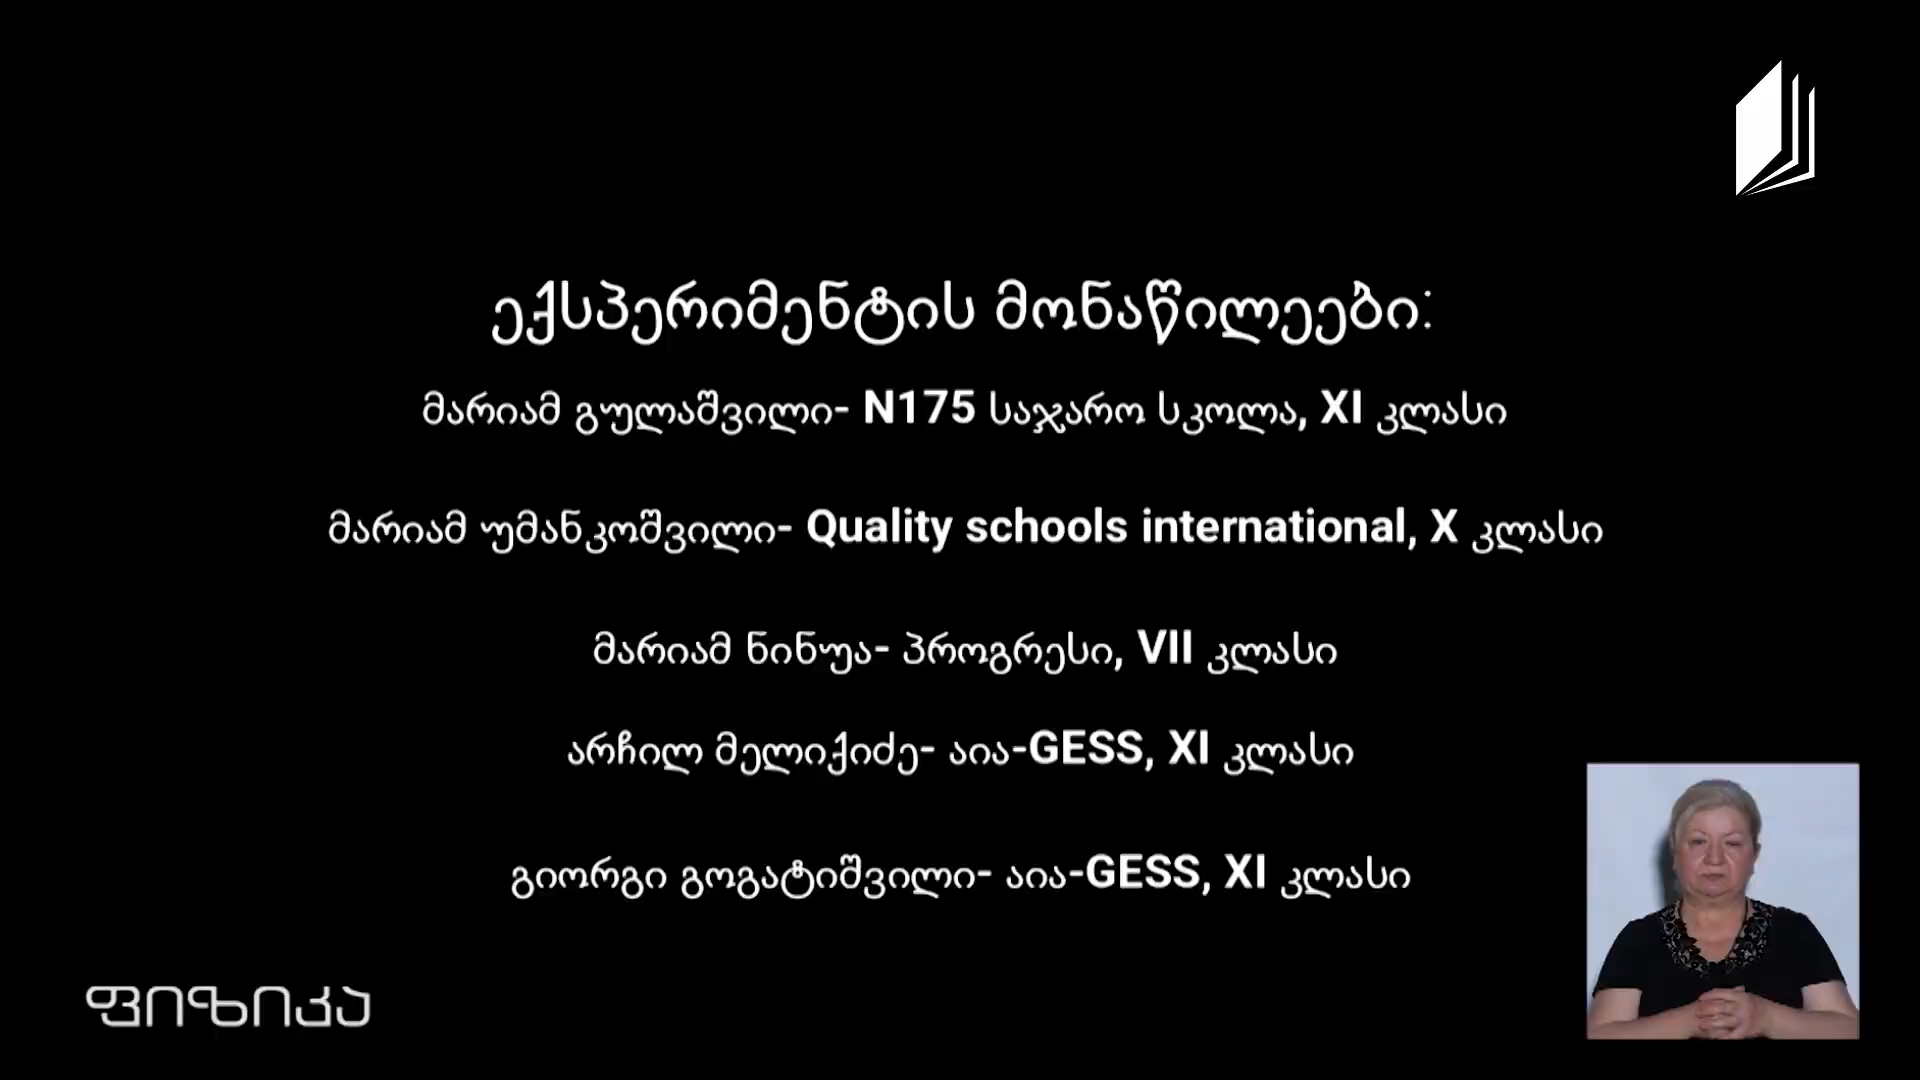 ექსპერიმენტის მონაწილეები:
მარიამ გულაშვილი- N175 საჯარო სკოლა, XI კლასი
მარიამ უმანკოშვილი- Quality schools international, X კლასი
მარიამ ნინუა- პროგრესი, VII კლასი
არჩილ მელიქიძე- აია-GESS, XI კლასი
გიორგი გოგატიშვილი- აია-GESS, XI კლასი
ფიზიკა